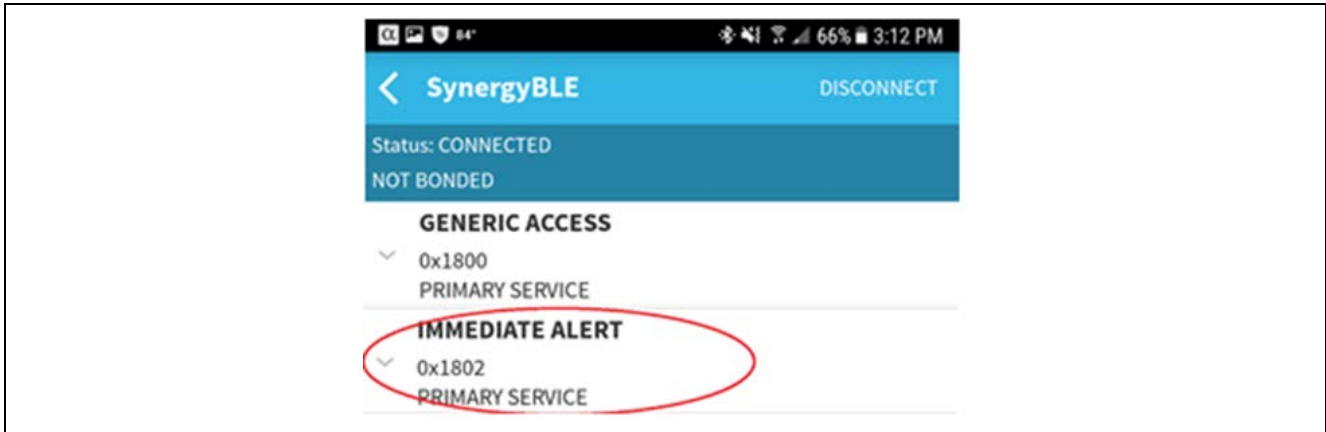 84° 66% 3:12 PM
SynergyBLE DISCONNECT
Status: CONNECTED
NOT BONDED
GENERIC ACCESS
0x1800
PRIMARY SERVICE
IMMEDIATE ALERT
0x1802
PRIMARY SERVICE